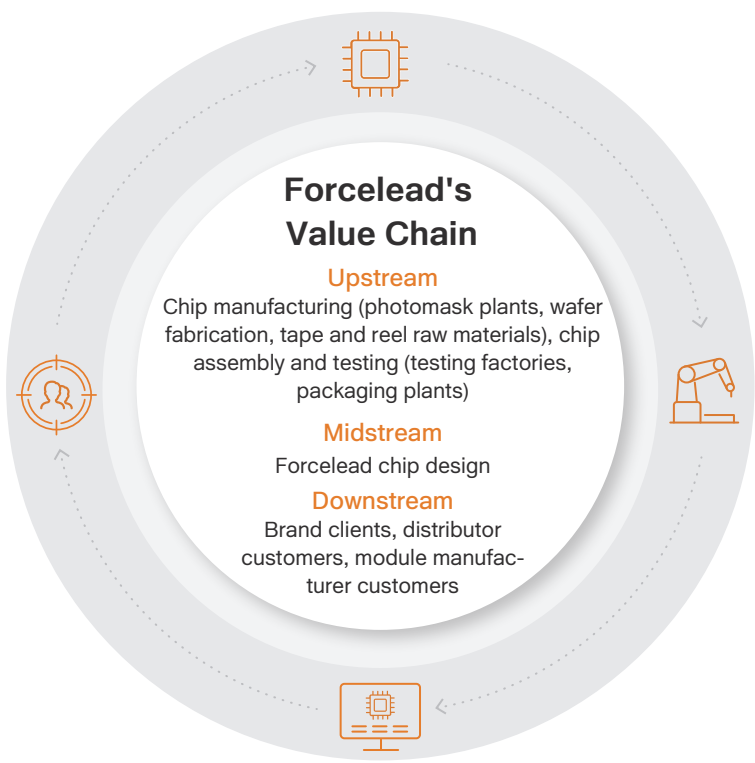 Forcelead's
Value Chain
Upstream
Chip manufacturing (photomask plants, wafer
fabrication, tape and reel raw materials), chip
assembly and testing (testing factories,
packaging plants)
Midstream
Forcelead chip design
Downstream
Brand clients, distributor
customers, module manufac-
turer customers